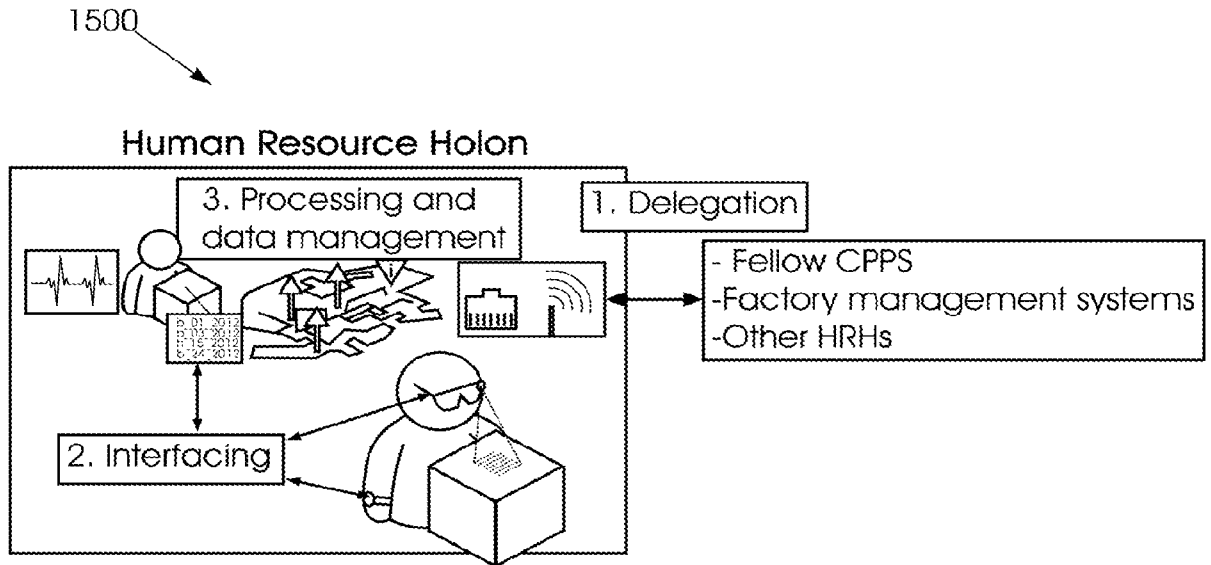 1500
Human Resource Holon
3. Processing and
data management
1. Delegation
- Fellow CPPS
-Factory management systems
-Other HRHs
i
2. Interfacing